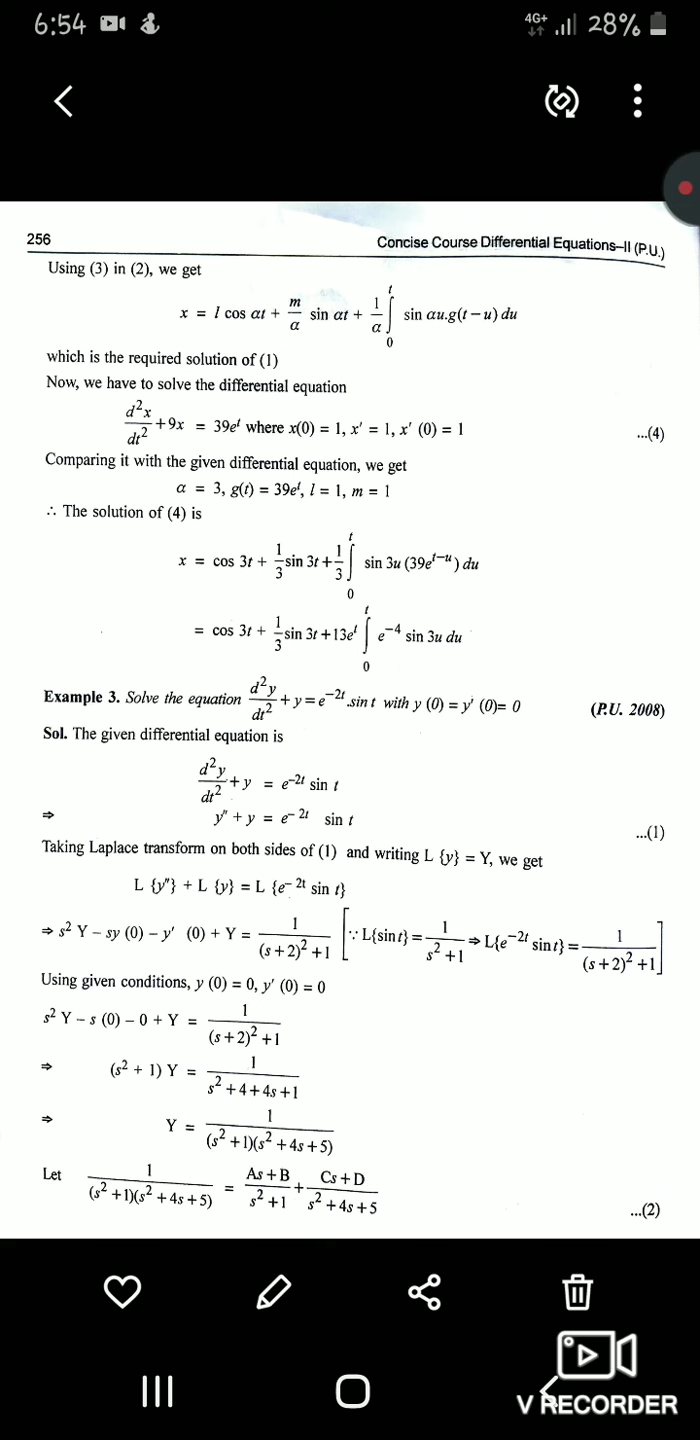 6:54
4G+ 28%
256
Concise Course Differential Equations–II (P.U.)
Using (3) in (2), we get
x = l cos αt + m/α sin αt + 1/α ∫₀ᵗ sin αu.g(t – u) du
which is the required solution of (1)
Now, we have to solve the differential equation
d²x/dt² + 9x = 39eᵗ where x(0) = 1, x′ = 1, x′ (0) = 1 ...(4)
Comparing it with the given differential equation, we get
α = 3, g(t) = 39eᵗ, l = 1, m = 1
∴ The solution of (4) is
x = cos 3t + 1/3 sin 3t + 1/3 ∫₀ᵗ sin 3u (39eᵗ⁻ᵘ) du
= cos 3t + 1/3 sin 3t + 13eᵗ ∫₀ᵗ e⁻⁴ sin 3u du
Example 3. Solve the equation d²y/dt² + y = e⁻²ᵗ.sin t with y (0) = y′ (0)= 0 (P.U. 2008)
Sol. The given differential equation is
d²y/dt² + y = e⁻²ᵗ sin t
⇒ y″ + y = e⁻ ²ᵗ sin t ...(1)
Taking Laplace transform on both sides of (1) and writing L {y} = Y, we get
L {y″} + L {y} = L {e⁻ ²ᵗ sin t}
⇒ s² Y – sy (0) – y′ (0) + Y = 1/((s + 2)² + 1) [∵ L{sin t} = 1/(s² + 1) ⇒ L{e⁻²ᵗ sin t} = 1/((s + 2)² + 1)]
Using given conditions, y (0) = 0, y′ (0) = 0
s² Y – s (0) – 0 + Y = 1/((s + 2)² + 1)
⇒ (s² + 1) Y = 1/(s² + 4 + 4s + 1)
⇒ Y = 1/((s² + 1)(s² + 4s + 5))
Let 1/((s² + 1)(s² + 4s + 5)) = (As + B)/(s² + 1) + (Cs + D)/(s² + 4s + 5) ...(2)
V RECORDER